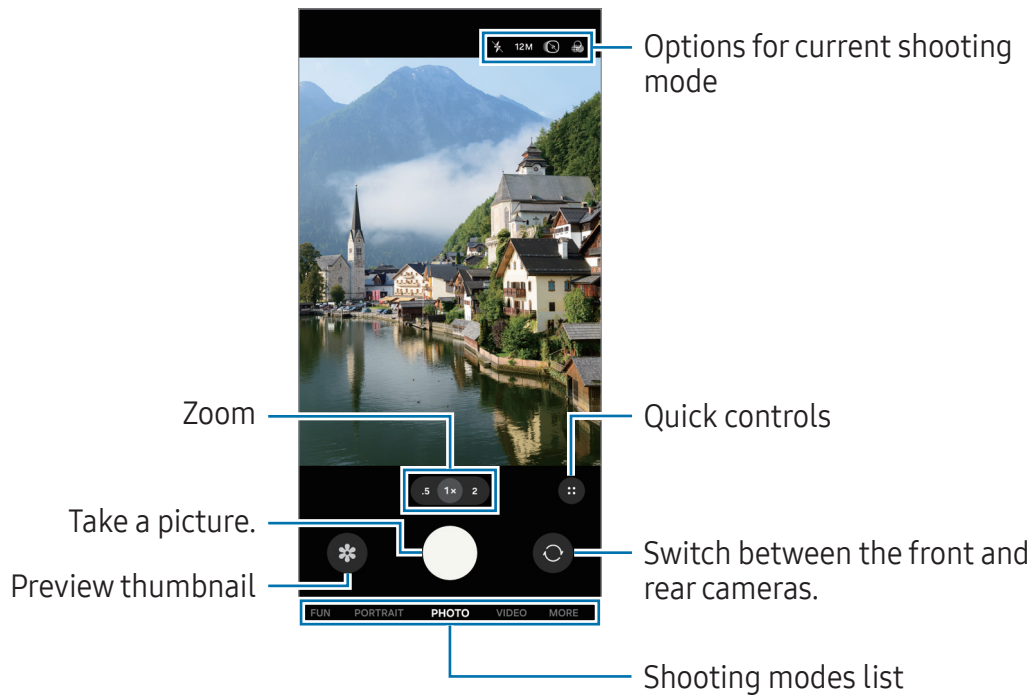 12M
Options for current shooting
mode
Zoom
Quick controls
.5 1× 2
Take a picture.
Switch between the front and
rear cameras.
Preview thumbnail
FUN PORTRAIT PHOTO VIDEO MORE
Shooting modes list